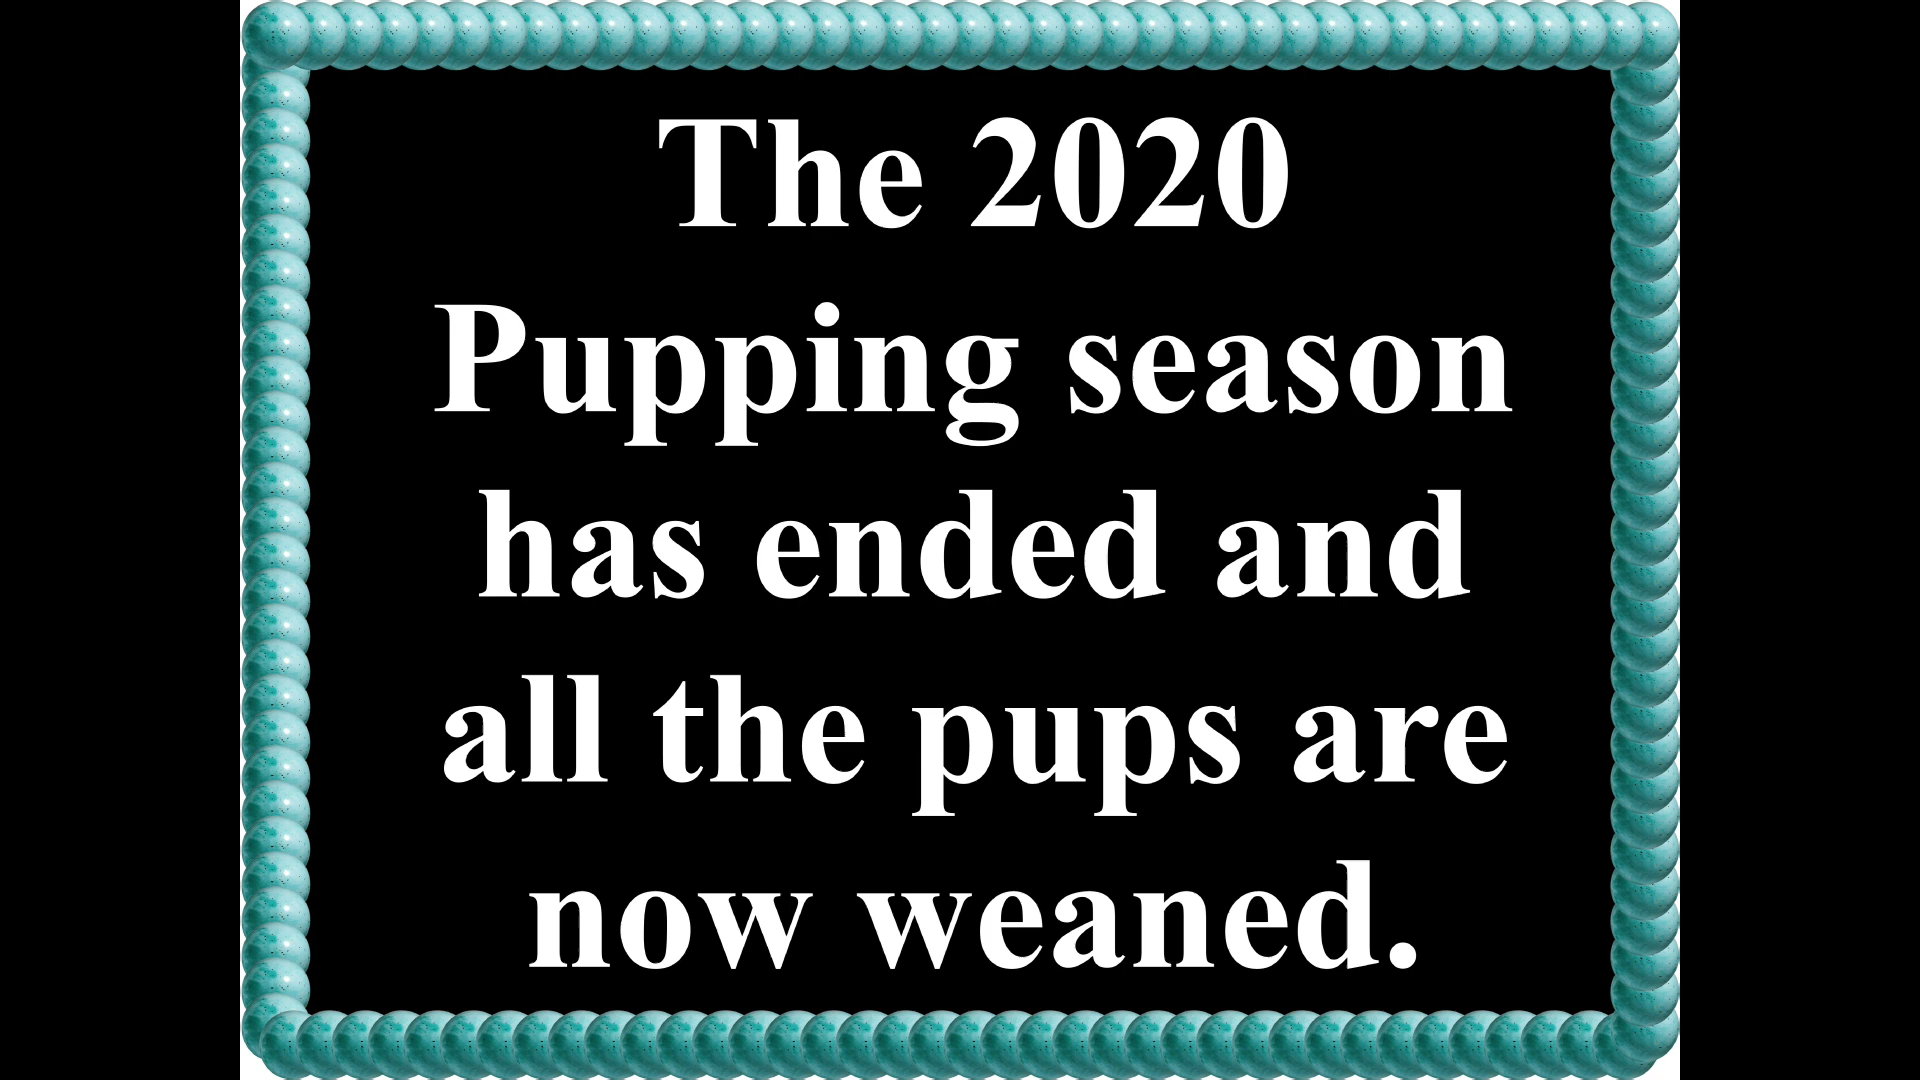 The 2020
Pupping season
has ended and
all the pups are
now weaned.